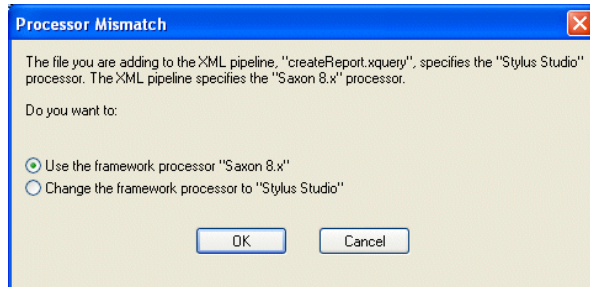 Processor Mismatch
The file you are adding to the XML pipeline, "createReport.xquery", specifies the "Stylus Studio"
processor. The XML pipeline specifies the "Saxon 8.x" processor.
Do you want to:
Use the framework processor "Saxon 8.x"
Change the framework processor to "Stylus Studio"
OK Cancel